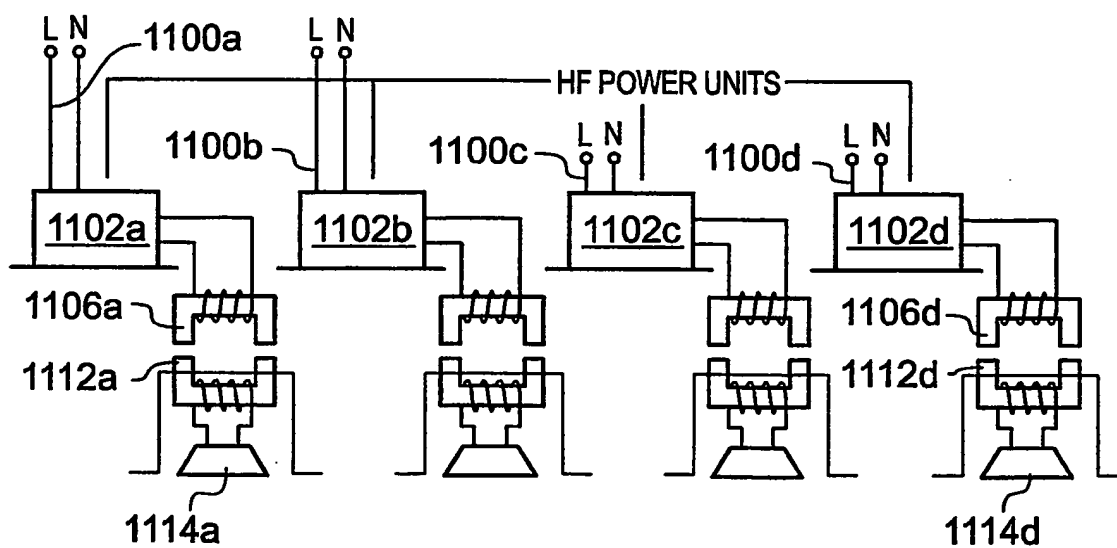 L N
1100a
L N
HF POWER UNITS
1100b
L N
1100c
L N
1100d
1102a
1102b
1102c
1102d
1106a
1106d
1112a
1112d
1114a
1114d